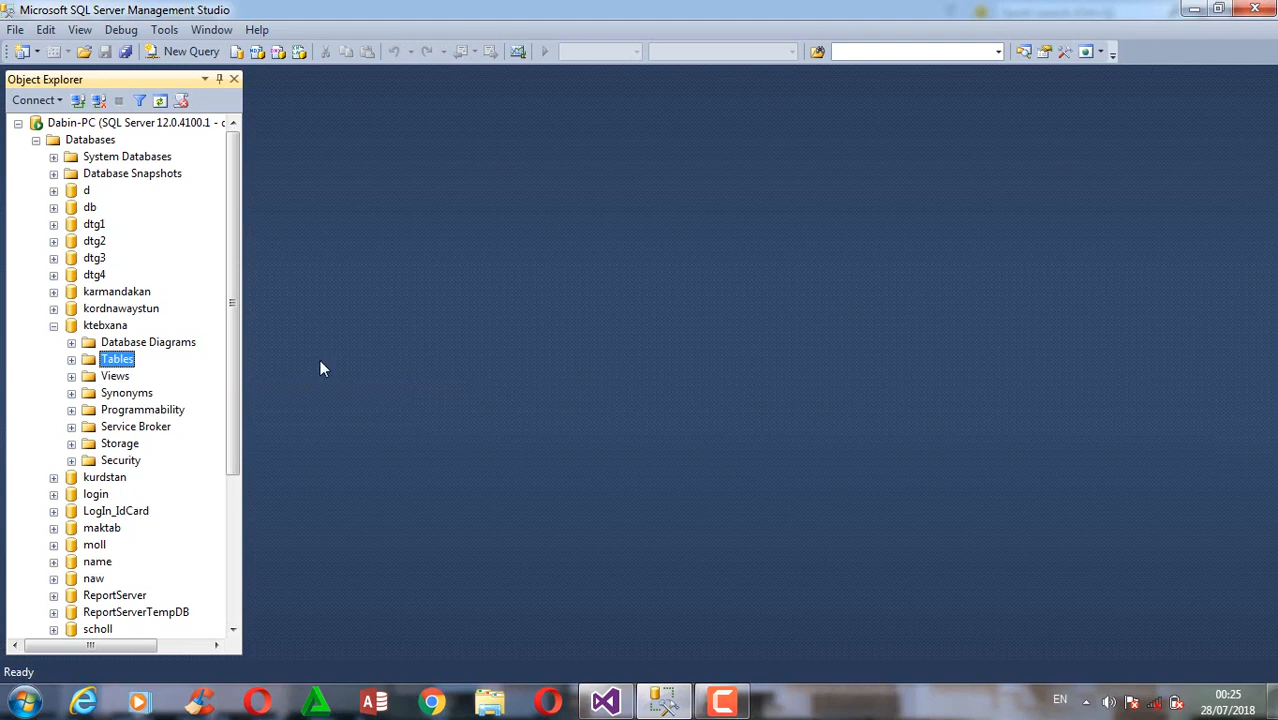 Microsoft SQL Server Management Studio
File Edit View Debug Tools Window Help
New Query
Object Explorer
Connect
Dabin-PC (SQL Server 12.0.4100.1 - c
Databases
System Databases
Database Snapshots
d
db
dtg1
dtg2
dtg3
dtg4
karmandakan
kordnawaystun
ktebxana
Database Diagrams
Tables
Views
Synonyms
Programmability
Service Broker
Storage
Security
kurdstan
login
LogIn_IdCard
maktab
moll
name
naw
ReportServer
ReportServerTempDB
scholl
Ready
EN
00:25
28/07/2018